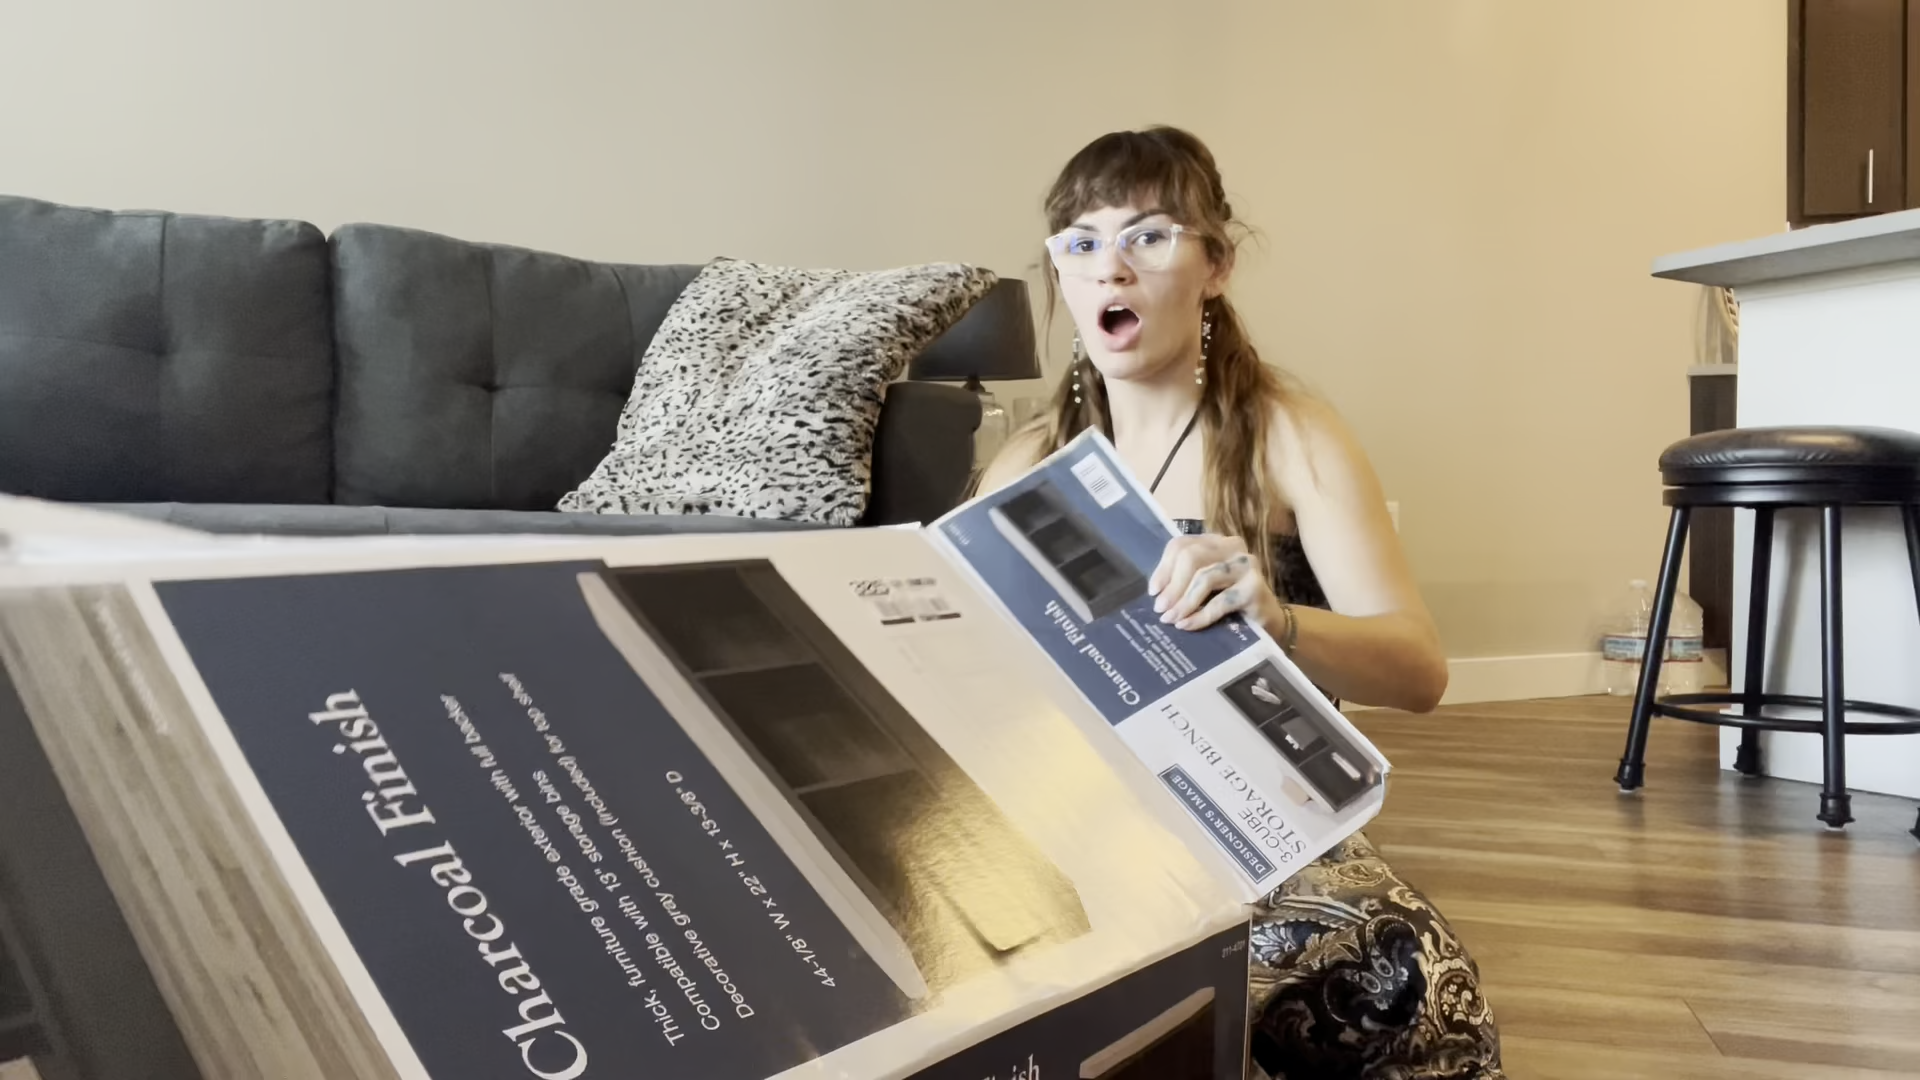 Charcoal Finish
Thick, furniture grade exterior with full backer
Compatible with 13" storage bins
Decorative gray cushion (included) for top shelf
44-1/8" W x 22" H x 13-3/8" D
Charcoal Finish
DESIGNER'S IMAGE
3-CUBE
STORAGE BENCH